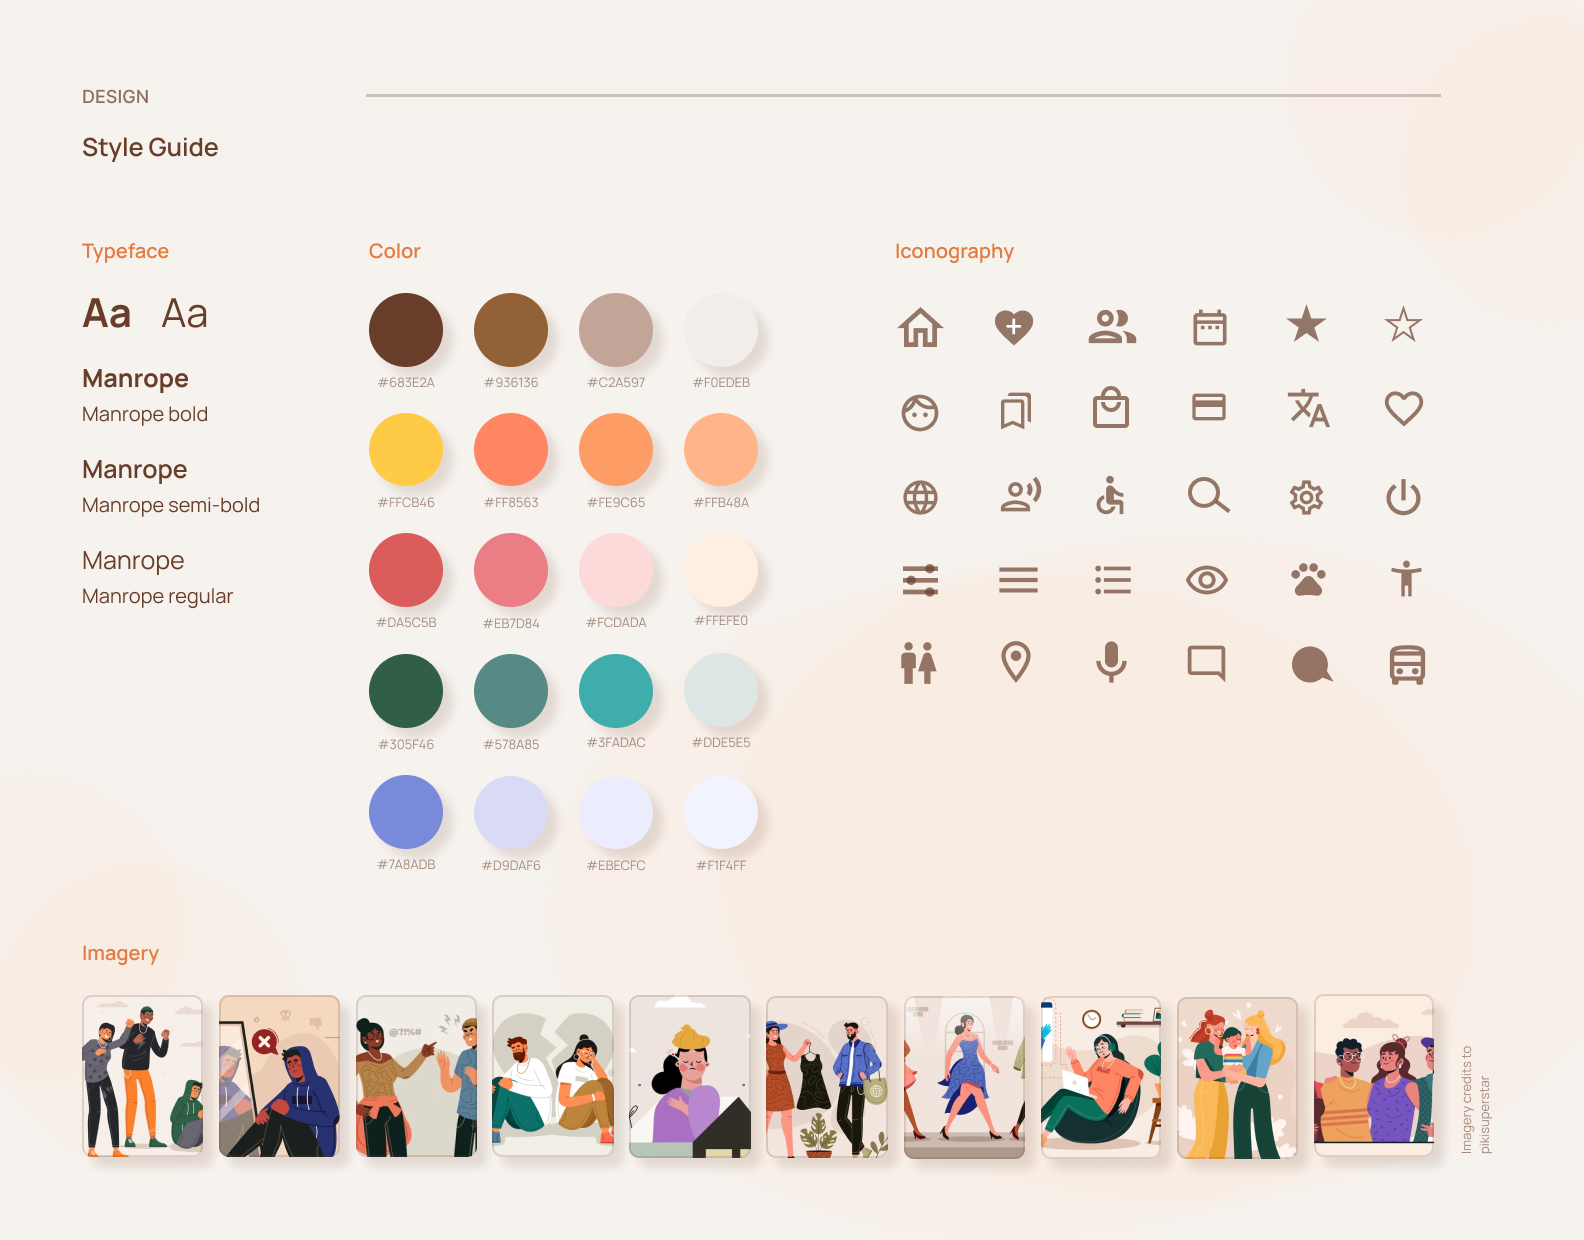 DESIGN
Style Guide
Typeface
Aa Aa
Manrope
Manrope bold
Manrope
Manrope semi-bold
Manrope
Manrope regular
Color
#683E2A #936136 #C2A597 #F0EDEB
#FFCB46 #FF8563 #FE9C65 #FFB48A
#DA5C5B #EB7D84 #FCDADA #FFEFE0
#305F46 #578A85 #3FADAC #DDE5E5
#7A8ADB #D9DAF6 #EBECFC #F1F4FF
Iconography
Imagery
@?!%#
Imagery credits to
pikisuperstar